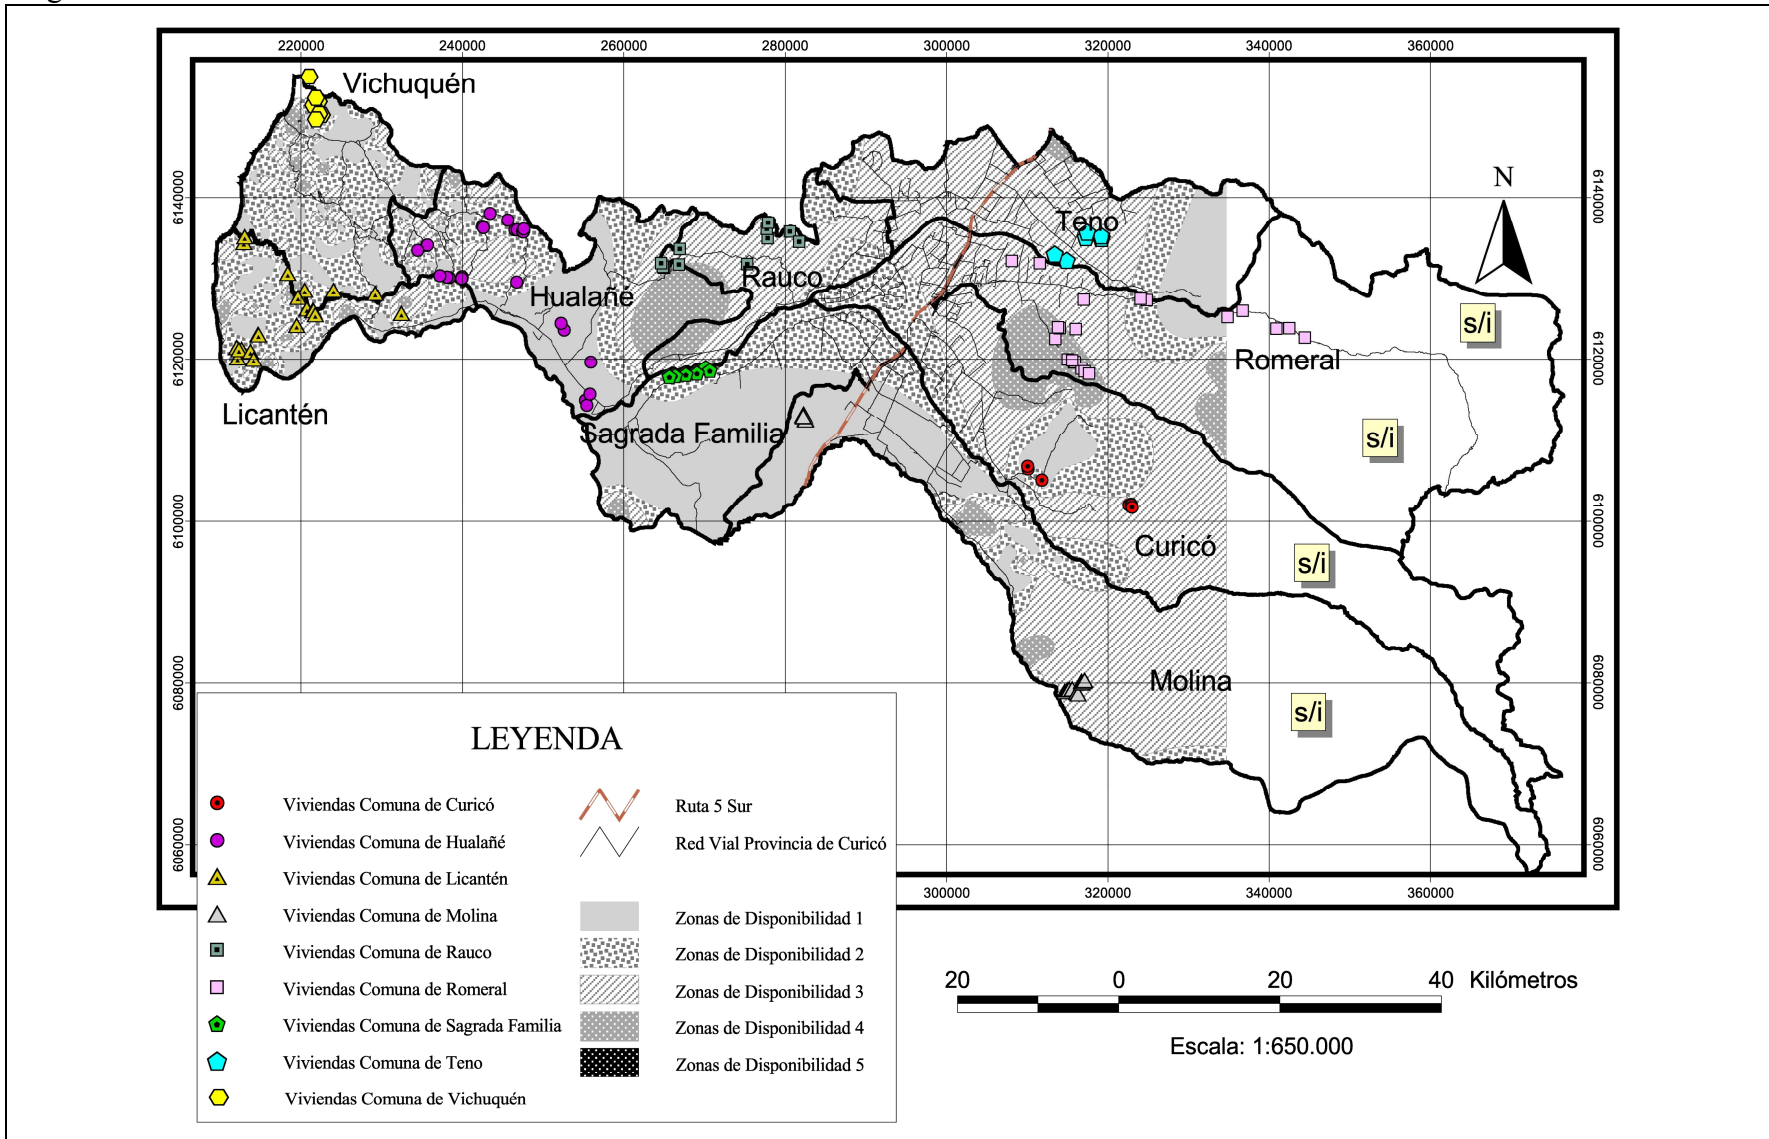 220000 240000 260000 280000 300000 320000 340000 360000
Vichuquén
N
6140000 6140000
Teno
Rauco
Hualañé
s/i
Romeral
6120000 6120000
Licantén
Sagrada Familia
s/i
6100000 6100000
Curicó
s/i
6080000 6080000
Molina
s/i
6060000 6060000
300000 320000 340000 360000
LEYENDA
Viviendas Comuna de Curicó
Viviendas Comuna de Hualañé
Viviendas Comuna de Licantén
Viviendas Comuna de Molina
Viviendas Comuna de Rauco
Viviendas Comuna de Romeral
Viviendas Comuna de Sagrada Familia
Viviendas Comuna de Teno
Viviendas Comuna de Vichuquén
Ruta 5 Sur
Red Vial Provincia de Curicó
Zonas de Disponibilidad 1
Zonas de Disponibilidad 2
Zonas de Disponibilidad 3
Zonas de Disponibilidad 4
Zonas de Disponibilidad 5
20 0 20 40 Kilómetros
Escala: 1:650.000